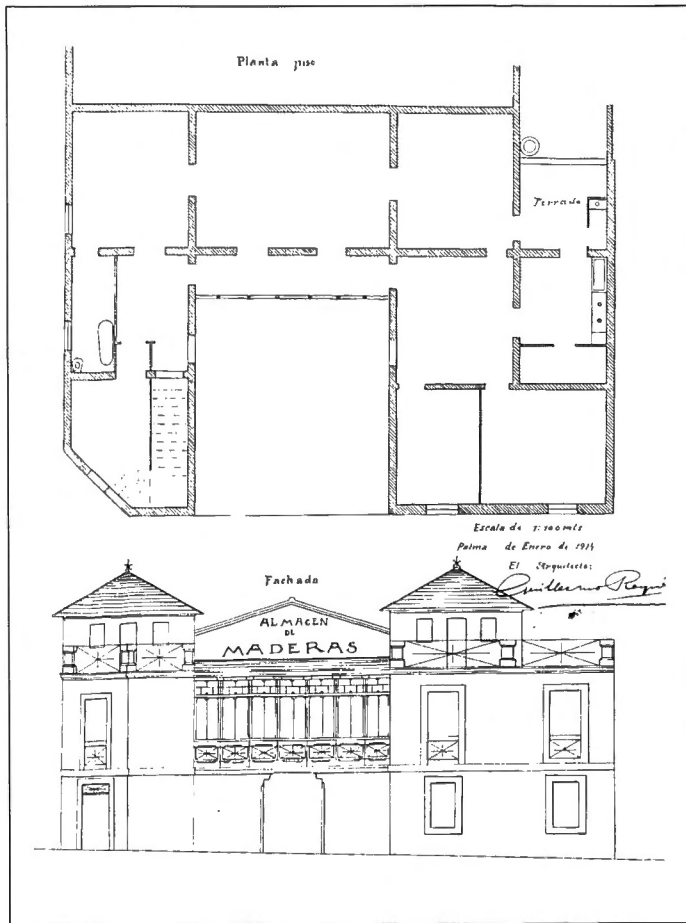 Planta piso
Terrado
Escala de 1:100 mts
Palma de Enero de 1914
El Arquitecto:
Guillermo Reynés
Fachada
ALMACEN
DE
MADERAS